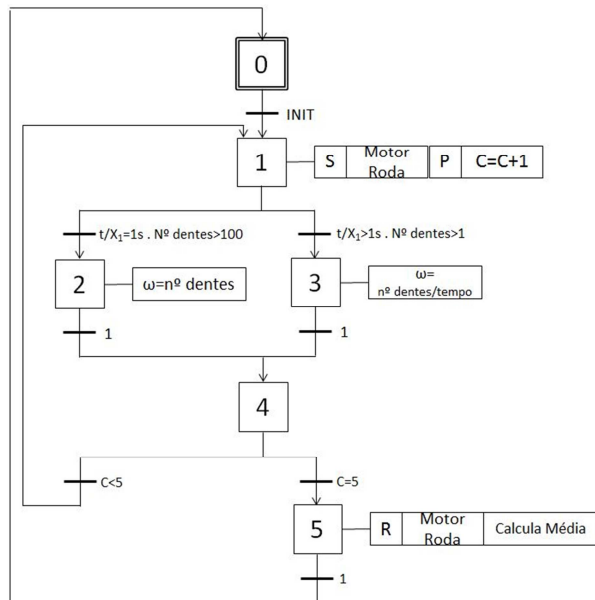 0
INIT
1
S Motor Roda P C=C+1
t/X₁=1s . Nº dentes>100
t/X₁>1s . Nº dentes>1
2
ω=nº dentes
3
ω=
nº dentes/tempo
1
1
4
C<5
C=5
5
R Motor Roda Calcula Média
1